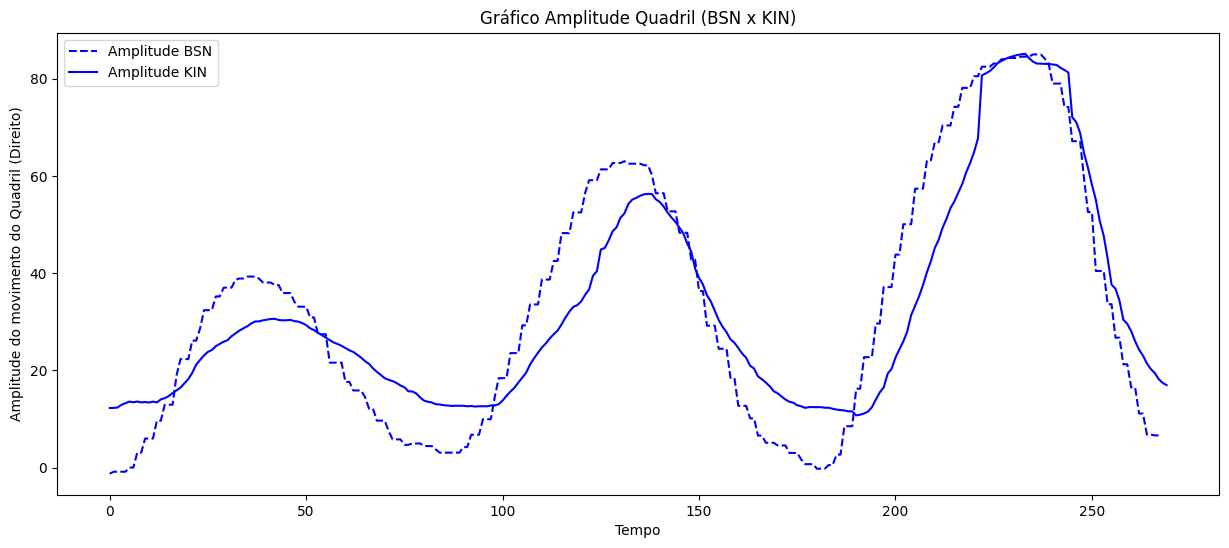 Gráfico Amplitude Quadril (BSN x KIN)
Amplitude BSN
Amplitude KIN
Amplitude do movimento do Quadril (Direito)
80
60
40
20
0
0 50 100 150 200 250
Tempo